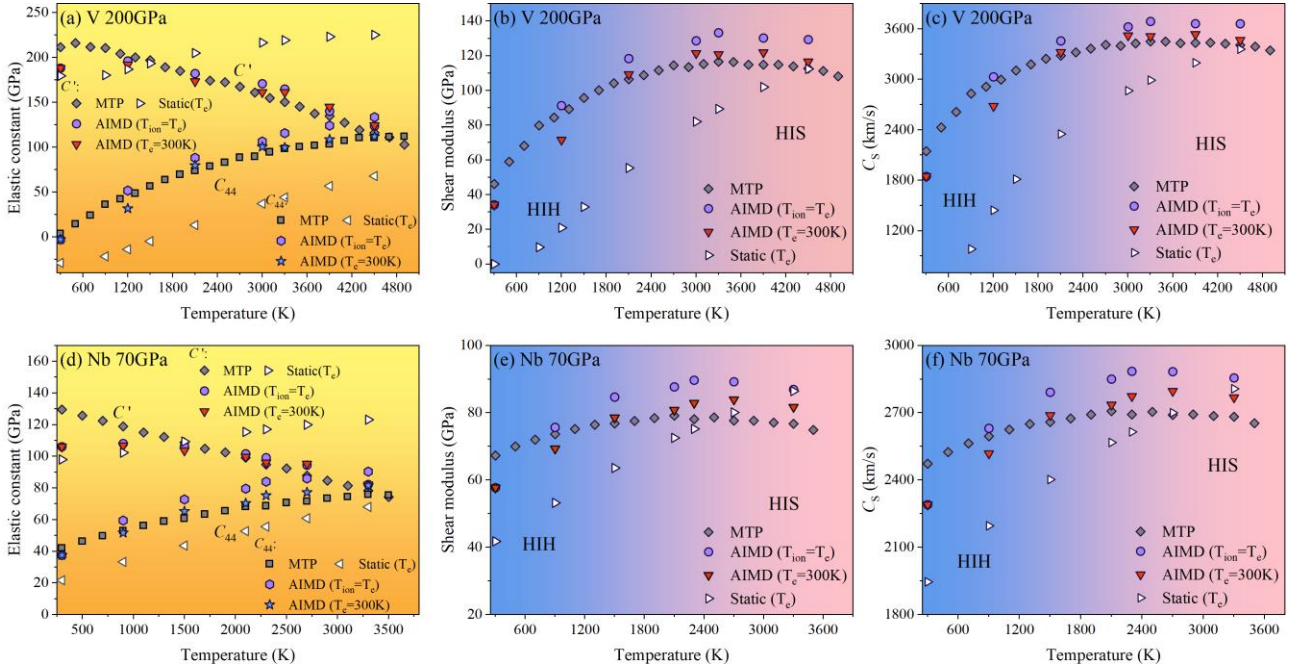 (a) V 200GPa
Elastic constant (GPa)
250
200
150
100
50
0
-50
C':
MTP
Static(Te)
AIMD (Tion=Te)
AIMD (Te=300K)
C'
C44
C44:
MTP
Static(Te)
AIMD (Tion=Te)
AIMD (Te=300K)
600 1200 1800 2400 3000 3600 4200 4800
Temperature (K)
(b) V 200GPa
Shear modulus (GPa)
160
140
120
100
80
60
40
20
0
HIH
HIS
MTP
AIMD (Tion=Te)
AIMD (Te=300K)
Static (Te)
600 1200 1800 2400 3000 3600 4200 4800
Temperature (K)
(c) V 200GPa
CS (km/s)
3600
3000
2400
1800
1200
HIH
HIS
MTP
AIMD (Tion=Te)
AIMD (Te=300K)
Static (Te)
600 1200 1800 2400 3000 3600 4200 4800
Temperature (K)
(d) Nb 70GPa
Elastic constant (GPa)
160
140
120
100
80
60
40
20
0
C':
MTP
Static(Te)
AIMD (Tion=Te)
AIMD (Te=300K)
C'
C44
C44:
MTP
Static (Te)
AIMD (Tion=Te)
AIMD (Te=300K)
500 1000 1500 2000 2500 3000 3500
Temperature (K)
(e) Nb 70GPa
Shear modulus (GPa)
100
80
60
40
20
HIH
HIS
MTP
AIMD (Tion=Te)
AIMD (Te=300K)
Static (Te)
600 1200 1800 2400 3000 3600
Temperature (K)
(f) Nb 70GPa
CS (km/s)
3000
2700
2400
2100
1800
HIH
HIS
MTP
AIMD (Tion=Te)
AIMD (Te=300K)
Static (Te)
600 1200 1800 2400 3000 3600
Temperature (K)